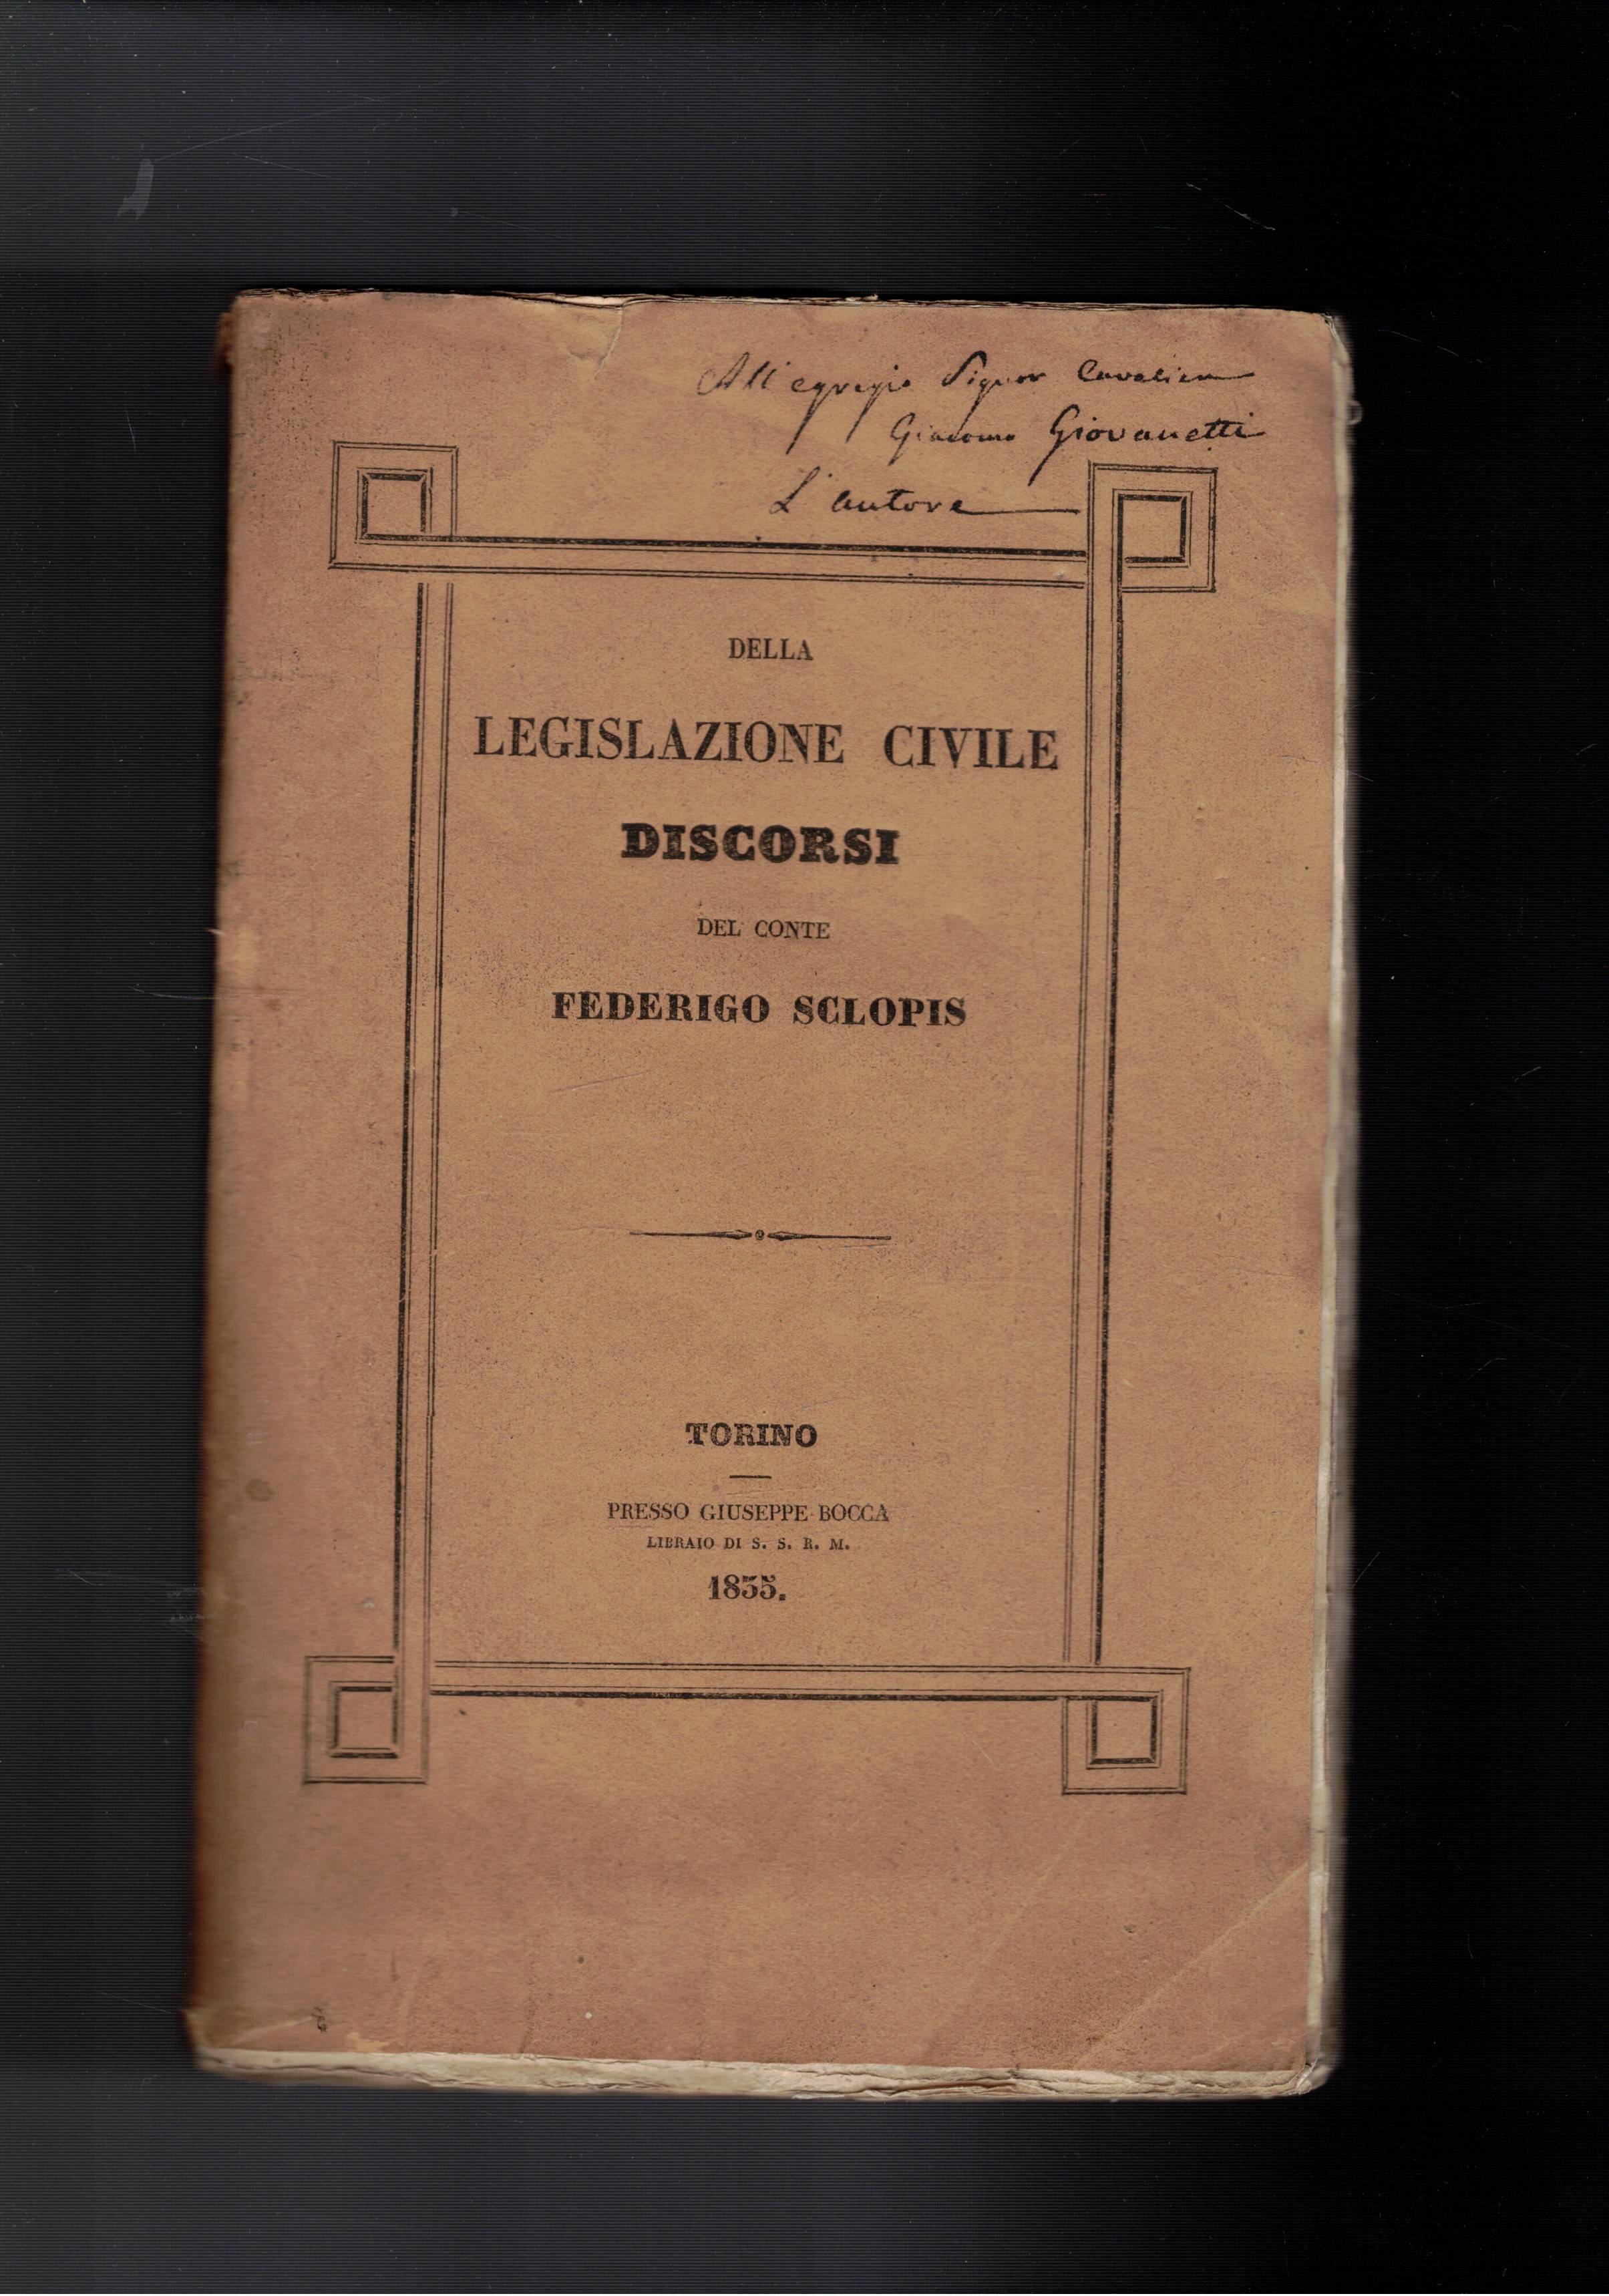 All'egregio Signor Cavaliere
Giacomo Giovanetti
L'autore
DELLA
LEGISLAZIONE CIVILE
DISCORSI
DEL CONTE
FEDERIGO SCLOPIS
TORINO
PRESSO GIUSEPPE BOCCA
LIBRAIO DI S. S. R. M.
1835.